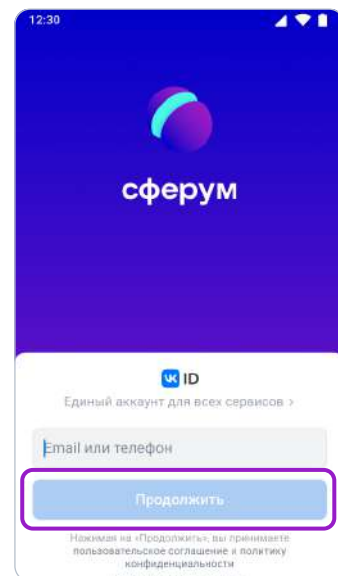 12:30
сферум
VK ID
Единый аккаунт для всех сервисов >
Email или телефон
Продолжить
Нажимая на «Продолжить», вы принимаете
пользовательское соглашение и политику
конфиденциальности